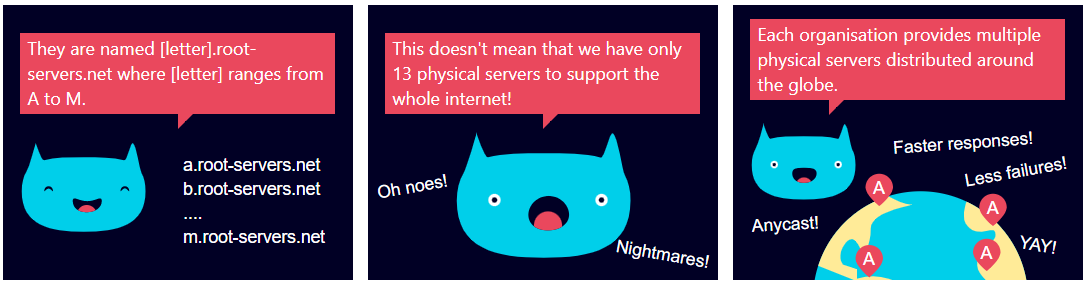 They are named [letter].root-
servers.net where [letter] ranges from
A to M.
a.root-servers.net
b.root-servers.net
....
m.root-servers.net
This doesn't mean that we have only
13 physical servers to support the
whole internet!
Oh noes!
Nightmares!
Each organisation provides multiple
physical servers distributed around
the globe.
Faster responses!
Less failures!
Anycast!
YAY!
A
A
A
A